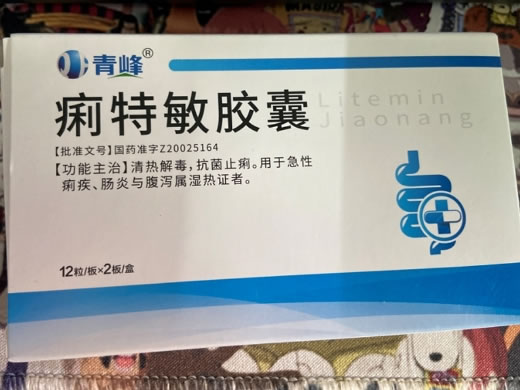 青峰®
痢特敏胶囊
Litemin
Jiaonang
【批准文号】国药准字Z20025164
【功能主治】清热解毒,抗菌止痢。用于急性
痢疾、肠炎与腹泻属湿热证者。
12粒/板×2板/盒